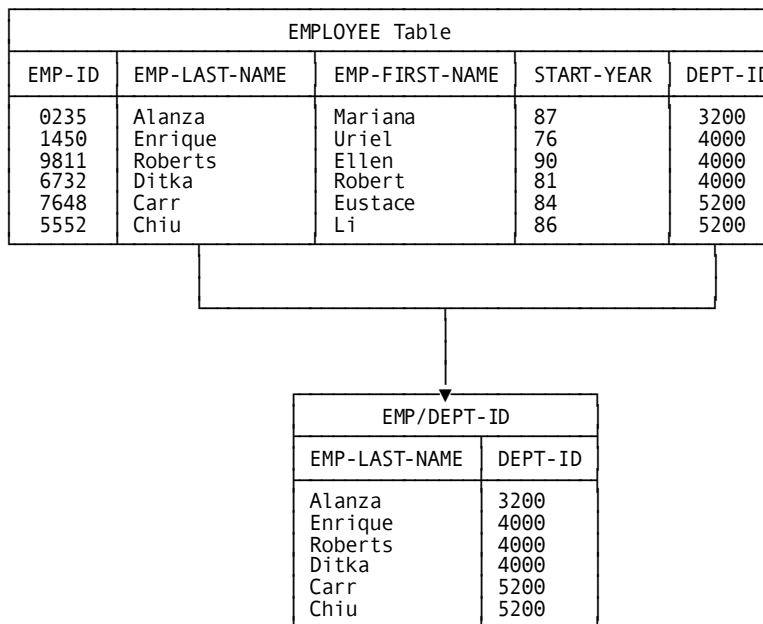 EMPLOYEE Table
EMP-ID EMP-LAST-NAME EMP-FIRST-NAME START-YEAR DEPT-ID
0235 Alanza Mariana 87 3200
1450 Enrique Uriel 76 4000
9811 Roberts Ellen 90 4000
6732 Ditka Robert 81 4000
7648 Carr Eustace 84 5200
5552 Chiu Li 86 5200
EMP/DEPT-ID
EMP-LAST-NAME DEPT-ID
Alanza 3200
Enrique 4000
Roberts 4000
Ditka 4000
Carr 5200
Chiu 5200